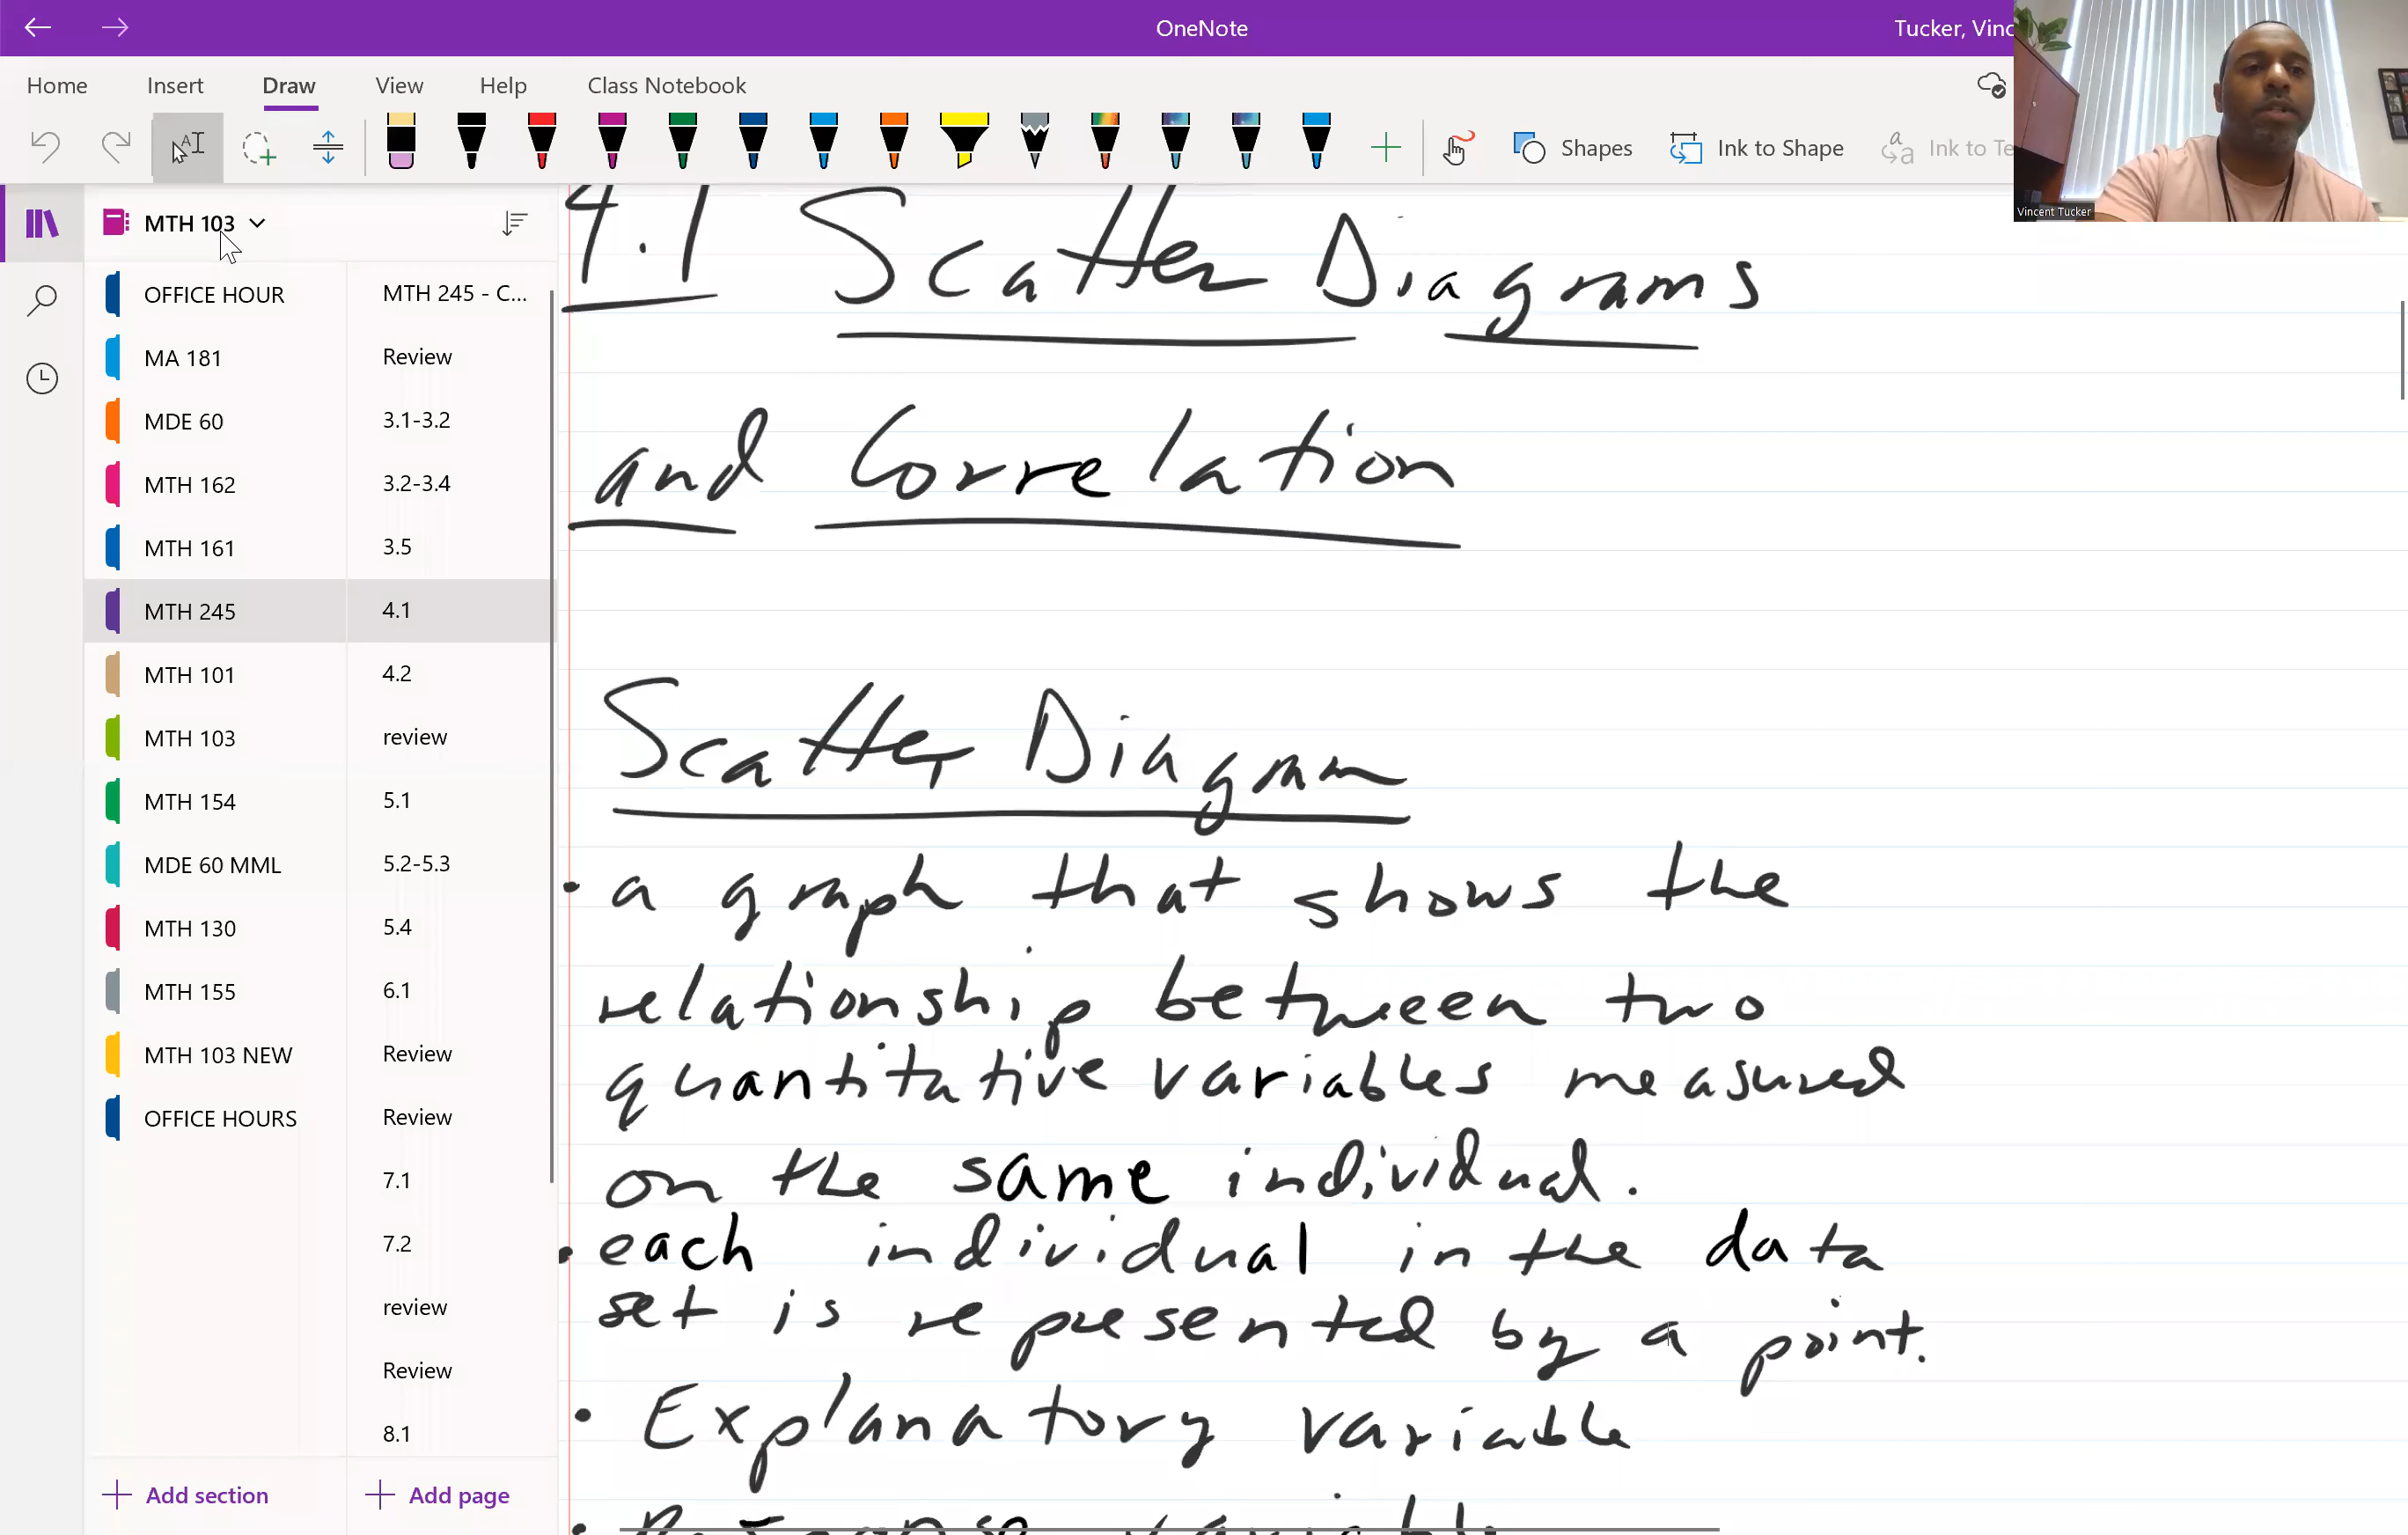 OneNote
Tucker, Vinc
Home Insert Draw View Help Class Notebook
Shapes Ink to Shape Ink to Te
Vincent Tucker
MTH 103
OFFICE HOUR
MA 181
MDE 60
MTH 162
MTH 161
MTH 245
MTH 101
MTH 103
MTH 154
MDE 60 MML
MTH 130
MTH 155
MTH 103 NEW
OFFICE HOURS
Add section
MTH 245 - C...
Review
3.1-3.2
3.2-3.4
3.5
4.1
4.2
review
5.1
5.2-5.3
5.4
6.1
Review
Review
7.1
7.2
review
Review
8.1
Add page
4.1 Scatter Diagrams
and Correlation
Scatter Diagram
• a graph that shows the
relationship between two
quantitative variables measured
on the same individual.
• each individual in the data
set is represented by a point.
• Explanatory variable
• Response variable